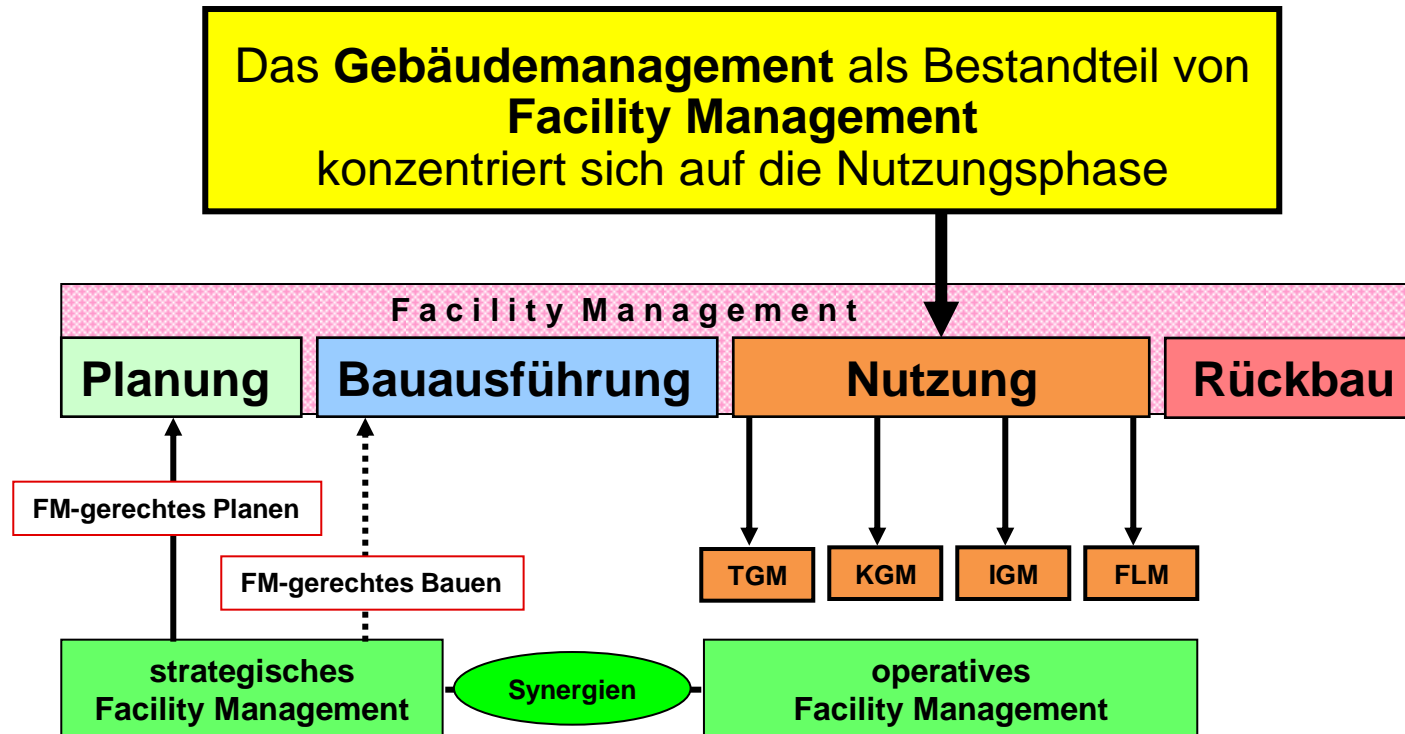 Das Gebäudemanagement als Bestandteil von
Facility Management
konzentriert sich auf die Nutzungsphase
Facility Management
Planung
Bauausführung
Nutzung
Rückbau
FM-gerechtes Planen
FM-gerechtes Bauen
TGM
KGM
IGM
FLM
strategisches
Facility Management
Synergien
operatives
Facility Management